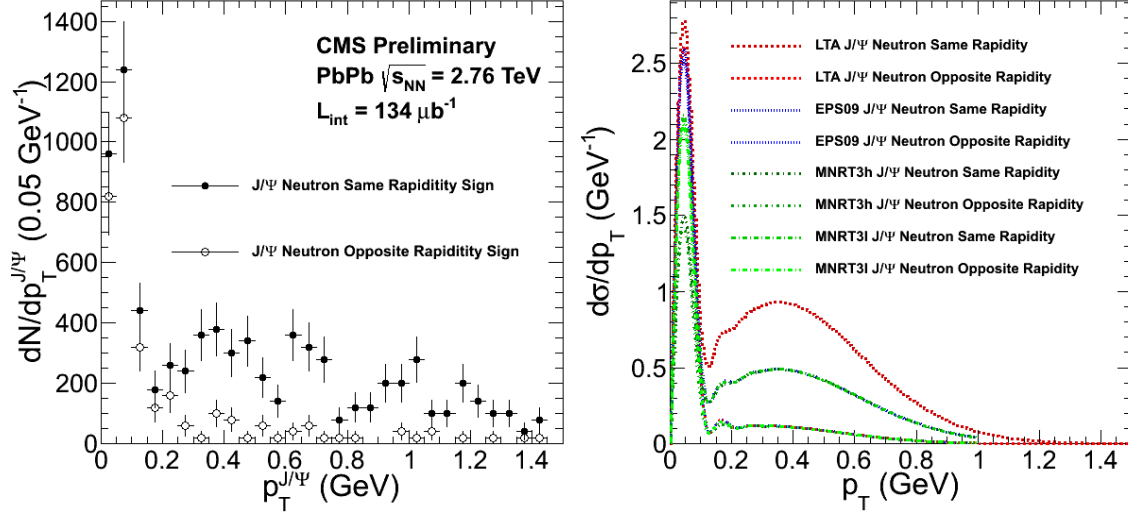 1400
1200
1000
800
600
400
200
0
dN/dp_T^{J/Ψ} (0.05 GeV^{-1})
CMS Preliminary
PbPb √s_{NN} = 2.76 TeV
L_{int} = 134 μb^{-1}
J/Ψ Neutron Same Rapiditity Sign
J/Ψ Neutron Opposite Rapiditity Sign
0 0.2 0.4 0.6 0.8 1 1.2 1.4
p_T^{J/Ψ} (GeV)
2.5
2
1.5
1
0.5
0
dσ/dp_T (GeV^{-1})
LTA J/Ψ Neutron Same Rapidity
LTA J/Ψ Neutron Opposite Rapidity
EPS09 J/Ψ Neutron Same Rapidity
EPS09 J/Ψ Neutron Opposite Rapidity
MNRT3h J/Ψ Neutron Same Rapidity
MNRT3h J/Ψ Neutron Opposite Rapidity
MNRT3l J/Ψ Neutron Same Rapidity
MNRT3l J/Ψ Neutron Opposite Rapidity
0 0.2 0.4 0.6 0.8 1 1.2 1.4
p_T (GeV)